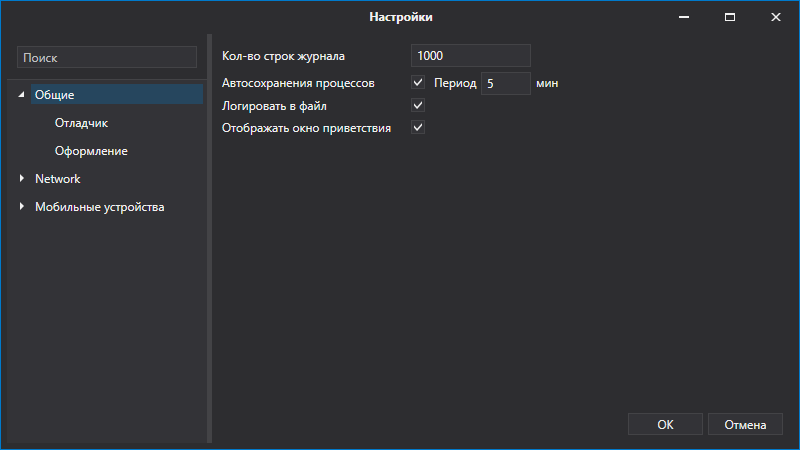 Настройки
Поиск
Общие
Отладчик
Оформление
Network
Мобильные устройства
Кол-во строк журнала 1000
Автосохранения процессов Период 5 мин
Логировать в файл
Отображать окно приветствия
OK Отмена